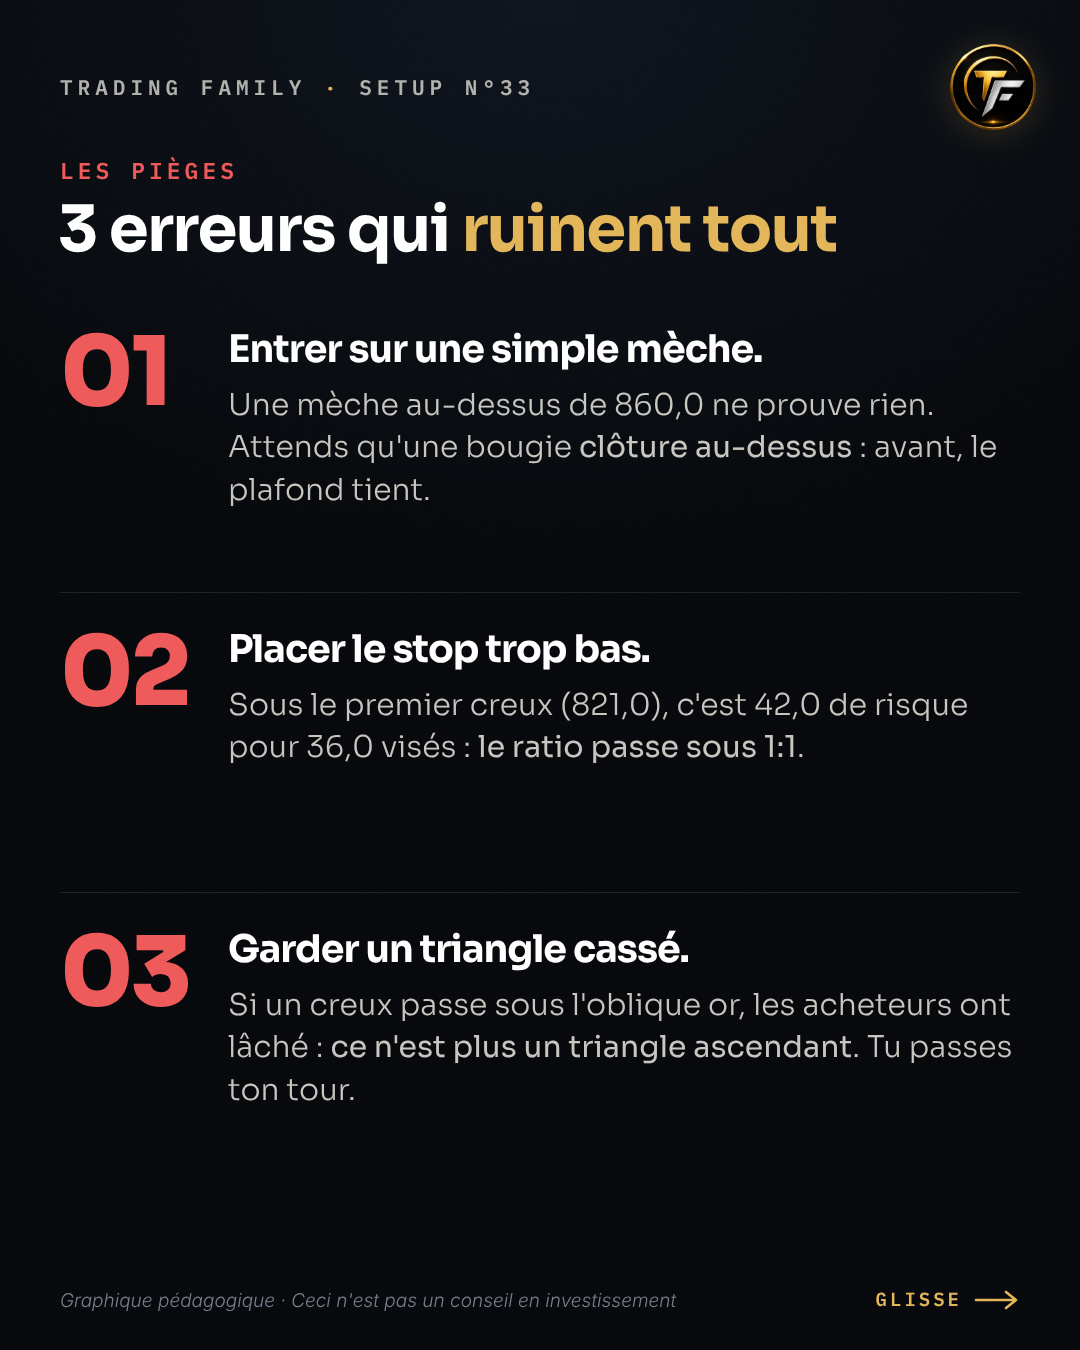 TRADING FAMILY · SETUP N°33
TF
LES PIÈGES
3 erreurs qui ruinent tout
01
Entrer sur une simple mèche.
Une mèche au-dessus de 860,0 ne prouve rien.
Attends qu'une bougie clôture au-dessus : avant, le
plafond tient.
02
Placer le stop trop bas.
Sous le premier creux (821,0), c'est 42,0 de risque
pour 36,0 visés : le ratio passe sous 1:1.
03
Garder un triangle cassé.
Si un creux passe sous l'oblique or, les acheteurs ont
lâché : ce n'est plus un triangle ascendant. Tu passes
ton tour.
Graphique pédagogique · Ceci n'est pas un conseil en investissement
GLISSE →